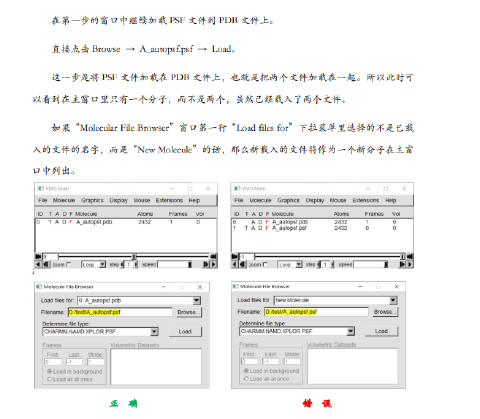 在第一步的窗口中继续加载 PSF 文件到 PDB 文件上。
直接点击 Browse → A_autopsf.psf → Load。
这一步是将 PSF 文件加载在 PDB 文件上，也就是把两个文件加载在一起。所以此时可
以看到在主窗口里只有一个分子，而不是两个，虽然已经载入了两个文件。
如果“Molecular File Browser”窗口第一行“Load files for”下拉菜单里选择的不是已载
入的文件的名字，而是“New Molecule”的话，那么新载入的文件将作为一个新分子在主窗
口中列出。
VMD Main
File Molecule Graphics Display Mouse Extensions Help
ID T A D F Molecule Atoms Frames Vol
0 T A D F A_autopsf.pdb 2432 1 0
zoom Loop step 1 speed
VMD Main
File Molecule Graphics Display Mouse Extensions Help
ID T A D F Molecule Atoms Frames Vol
0 T A D F A_autopsf.pdb 2432 1 0
1 T A D F A_autopsf.psf 2432 0 0
zoom Loop step 1 speed
Molecule File Browser
Load files for: 0: A_autopsf.pdb
Filename: D:/test/A_autopsf.psf Browse...
Determine file type:
CHARMM,NAMD,XPLOR PSF Load
Frames Volumetric Datasets
First: Last: Stride:
0 -1 1
Load in background
Load all at once
Molecule File Browser
Load files for: New Molecule
Filename: D:/test/A_autopsf.psf Browse...
Determine file type:
CHARMM,NAMD,XPLOR PSF Load
Frames Volumetric Datasets
First: Last: Stride:
0 -1 1
Load in background
Load all at once
正 确
错 误